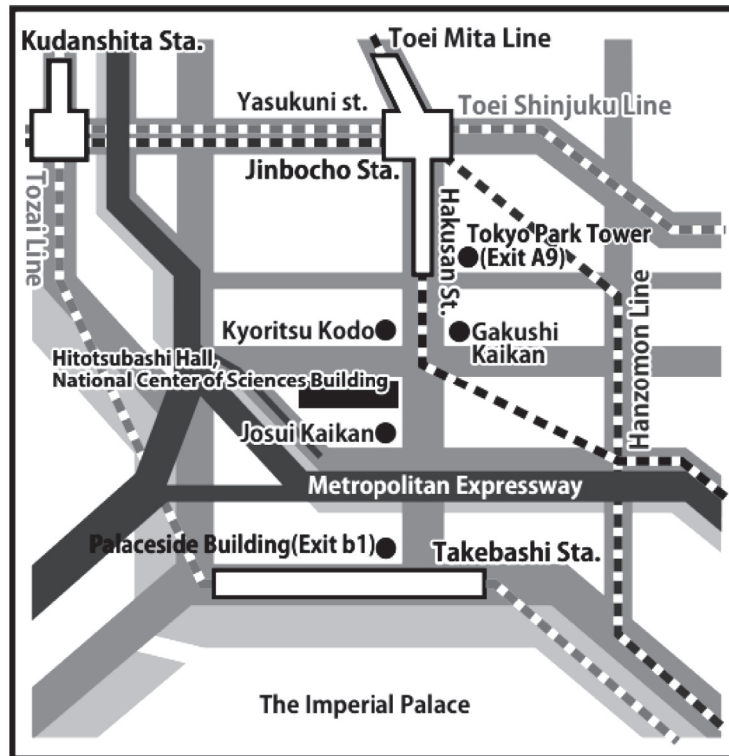 Kudanshita Sta.
Toei Mita Line
Yasukuni st.
Toei Shinjuku Line
Jinbocho Sta.
Tozai Line
Hakusan St.
Tokyo Park Tower
(Exit A9)
Kyoritsu Kodo
Gakushi
Kaikan
Hanzomon Line
Hitotsubashi Hall,
National Center of Sciences Building
Josui Kaikan
Metropolitan Expressway
Palaceside Building(Exit b1)
Takebashi Sta.
The Imperial Palace